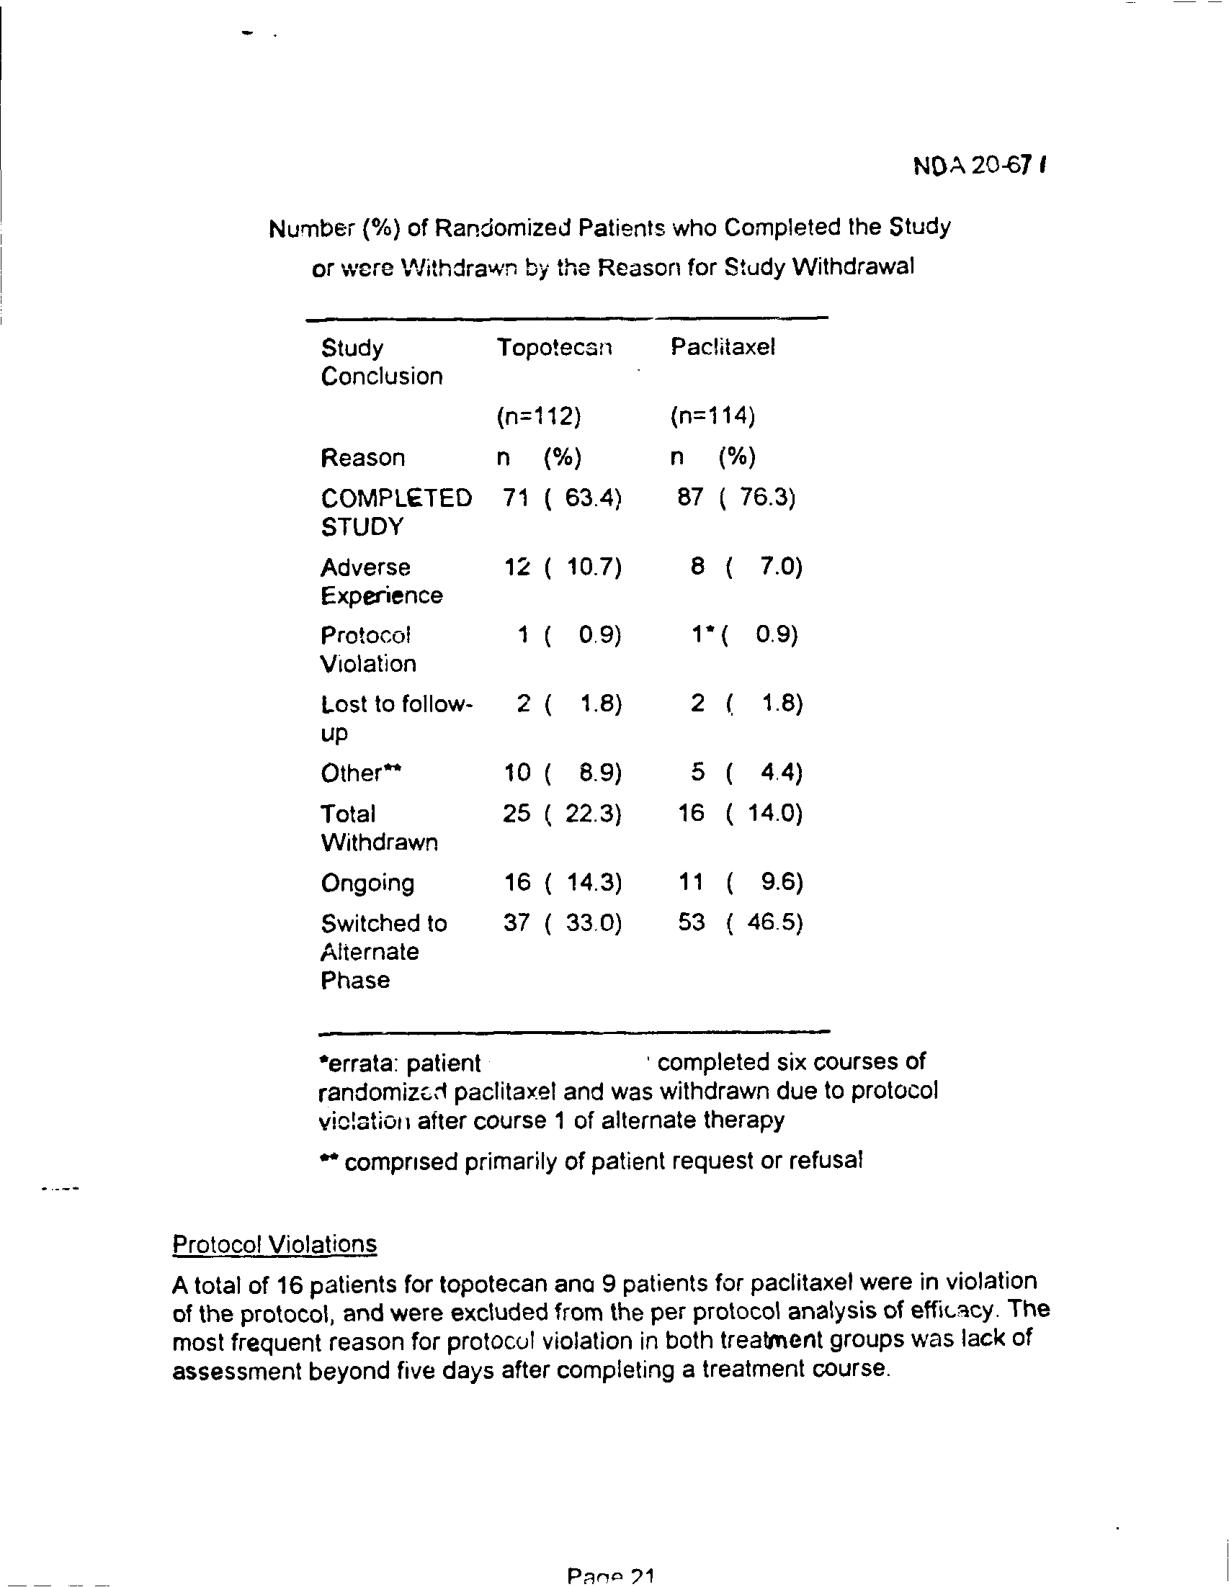 NDA 20-671
Number (%) of Randomized Patients who Completed the Study
or were Withdrawn by the Reason for Study Withdrawal
Study Topotecan Paclitaxel
Conclusion
(n=112) (n=114)
Reason n (%) n (%)
COMPLETED 71 ( 63.4) 87 ( 76.3)
STUDY
Adverse 12 ( 10.7) 8 ( 7.0)
Experience
Protocol 1 ( 0.9) 1*( 0.9)
Violation
Lost to follow- 2 ( 1.8) 2 ( 1.8)
up
Other** 10 ( 8.9) 5 ( 4.4)
Total 25 ( 22.3) 16 ( 14.0)
Withdrawn
Ongoing 16 ( 14.3) 11 ( 9.6)
Switched to 37 ( 33.0) 53 ( 46.5)
Alternate
Phase
*errata: patient completed six courses of
randomized paclitaxel and was withdrawn due to protocol
violation after course 1 of alternate therapy
** comprised primarily of patient request or refusal
Protocol Violations
A total of 16 patients for topotecan and 9 patients for paclitaxel were in violation
of the protocol, and were excluded from the per protocol analysis of efficacy. The
most frequent reason for protocol violation in both treatment groups was lack of
assessment beyond five days after completing a treatment course.
Page 21